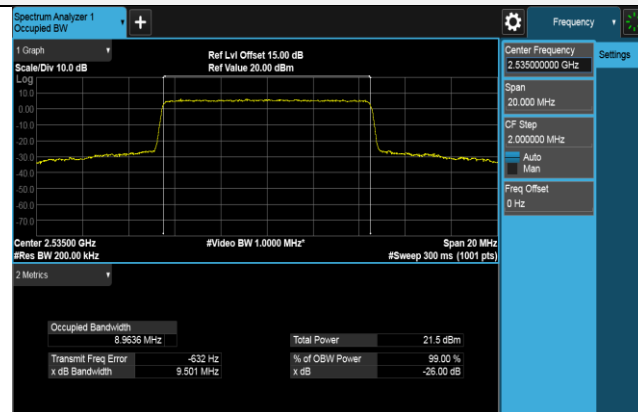 Spectrum Analyzer 1
Occupied BW
+
Frequency
1 Graph
Ref Lvl Offset 15.00 dB
Scale/Div 10.0 dB
Ref Value 20.00 dBm
Log
10.0
0.00
-10.0
-20.0
-30.0
-40.0
-50.0
-60.0
-70.0
Center 2.53500 GHz
#Video BW 1.0000 MHz*
Span 20 MHz
#Res BW 200.00 kHz
#Sweep 300 ms (1001 pts)
2 Metrics
Occupied Bandwidth
8.9636 MHz
Total Power 21.5 dBm
Transmit Freq Error -632 Hz
% of OBW Power 99.00 %
x dB Bandwidth 9.501 MHz
x dB -26.00 dB
Center Frequency
2.535000000 GHz
Settings
Span
20.000 MHz
CF Step
2.000000 MHz
Auto
Man
Freq Offset
0 Hz